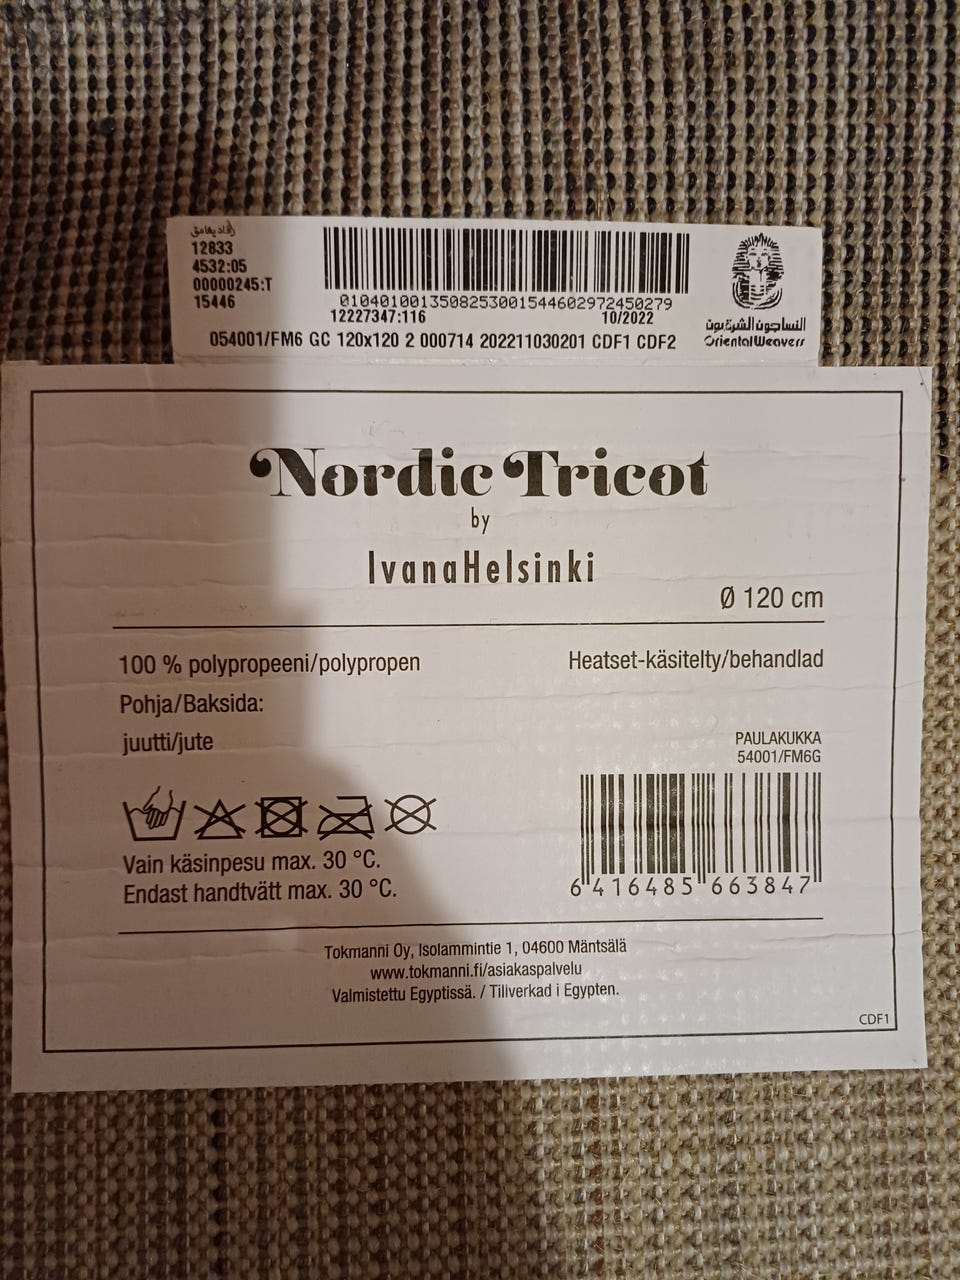 12833
4532:05
00000245:T
15446
0104010013508253001544602972450279
12227347:116 10/2022
النساجون الشرقيون
Oriental Weavers
054001/FM6 GC 120x120 2 000714 202211030201 CDF1 CDF2
Nordic Tricot
by
IvanaHelsinki
Ø 120 cm
100 % polypropeeni/polypropen
Heatset-käsitelty/behandlad
Pohja/Baksida:
juutti/jute
PAULAKUKKA
54001/FM6G
Vain käsinpesu max. 30 °C.
Endast handtvätt max. 30 °C.
6 416485 663847
Tokmanni Oy, Isolammintie 1, 04600 Mäntsälä
www.tokmanni.fi/asiakaspalvelu
Valmistettu Egyptissä. / Tillverkad i Egypten.
CDF1